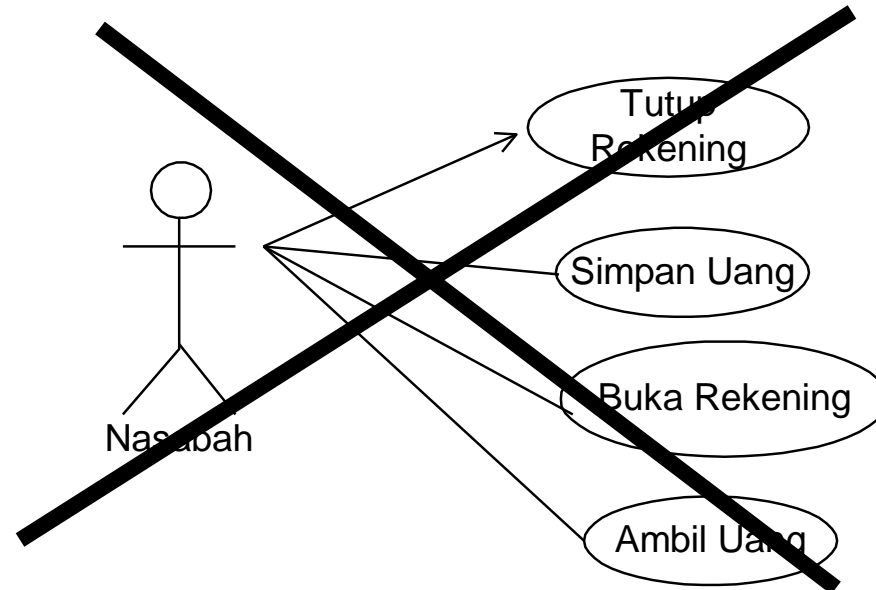 Tutup
Rekening
Simpan Uang
Buka Rekening
Nasabah
Ambil Uang